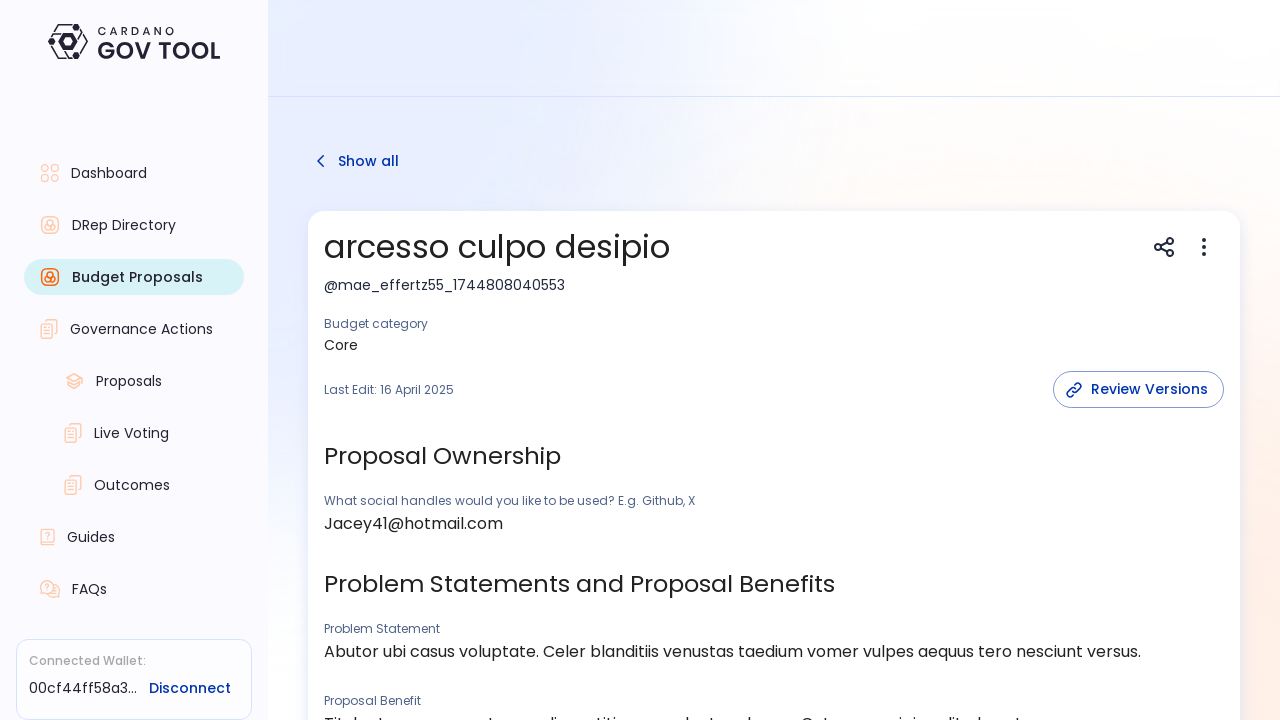 CARDANO
GOV TOOL
Dashboard
DRep Directory
Budget Proposals
Governance Actions
Proposals
Live Voting
Outcomes
Guides
FAQs
Connected Wallet:
00cf44ff58a3...
Disconnect
Show all
arcesso culpo desipio
@mae_effertz55_1744808040553
Budget category
Core
Last Edit: 16 April 2025
Review Versions
Proposal Ownership
What social handles would you like to be used? E.g. Github, X
Jacey41@hotmail.com
Problem Statements and Proposal Benefits
Problem Statement
Abutor ubi casus voluptate. Celer blanditiis venustas taedium vomer vulpes aequus tero nesciunt versus.
Proposal Benefit